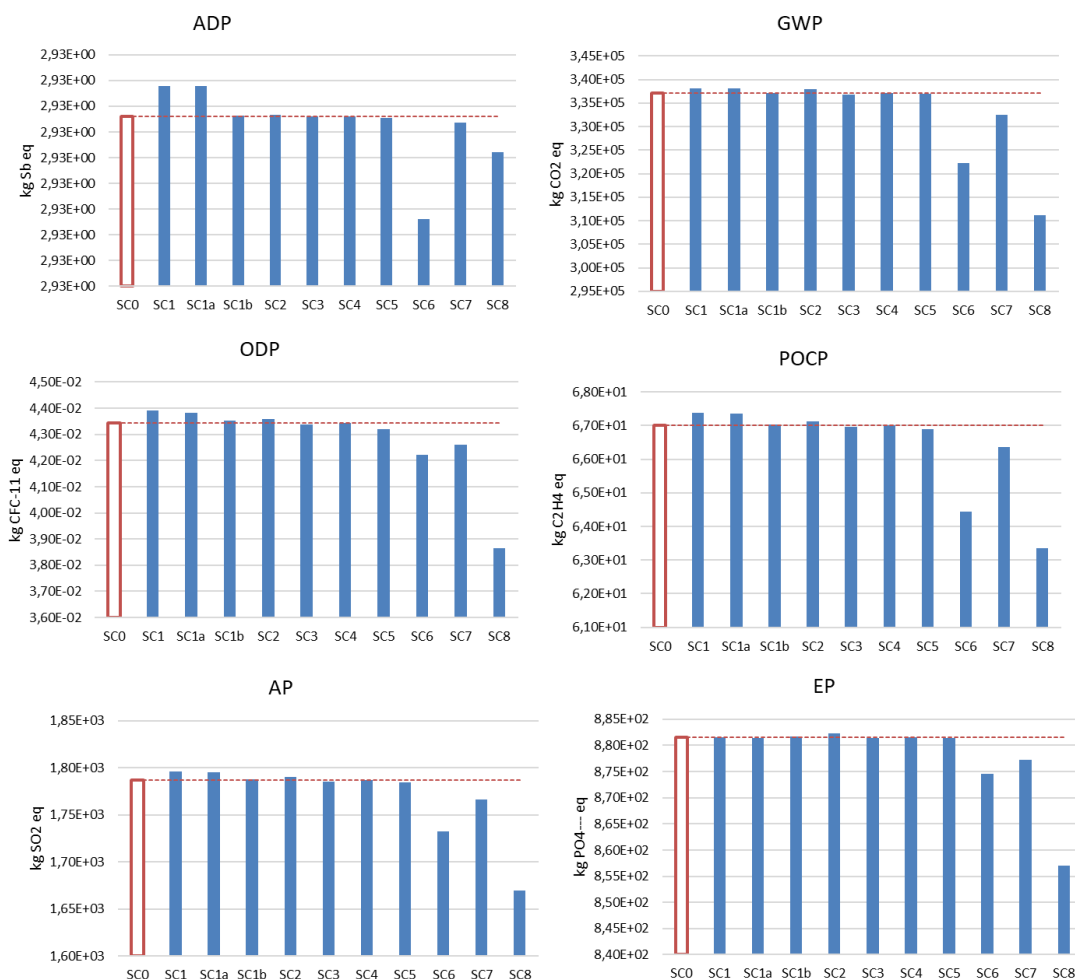 ADP
kg Sb eq
2,93E+00
2,93E+00
2,93E+00
2,93E+00
2,93E+00
2,93E+00
2,93E+00
2,93E+00
2,93E+00
2,93E+00
SC0 SC1 SC1a SC1b SC2 SC3 SC4 SC5 SC6 SC7 SC8
GWP
kg CO2 eq
3,45E+05
3,40E+05
3,35E+05
3,30E+05
3,25E+05
3,20E+05
3,15E+05
3,10E+05
3,05E+05
3,00E+05
2,95E+05
SC0 SC1 SC1a SC1b SC2 SC3 SC4 SC5 SC6 SC7 SC8
ODP
kg CFC-11 eq
4,50E-02
4,40E-02
4,30E-02
4,20E-02
4,10E-02
4,00E-02
3,90E-02
3,80E-02
3,70E-02
3,60E-02
SC0 SC1 SC1a SC1b SC2 SC3 SC4 SC5 SC6 SC7 SC8
POCP
kg C2H4 eq
6,80E+01
6,70E+01
6,60E+01
6,50E+01
6,40E+01
6,30E+01
6,20E+01
6,10E+01
SC0 SC1 SC1a SC1b SC2 SC3 SC4 SC5 SC6 SC7 SC8
AP
kg SO2 eq
1,85E+03
1,80E+03
1,75E+03
1,70E+03
1,65E+03
1,60E+03
SC0 SC1 SC1a SC1b SC2 SC3 SC4 SC5 SC6 SC7 SC8
EP
kg PO4--- eq
8,85E+02
8,80E+02
8,75E+02
8,70E+02
8,65E+02
8,60E+02
8,55E+02
8,50E+02
8,45E+02
8,40E+02
SC0 SC1 SC1a SC1b SC2 SC3 SC4 SC5 SC6 SC7 SC8